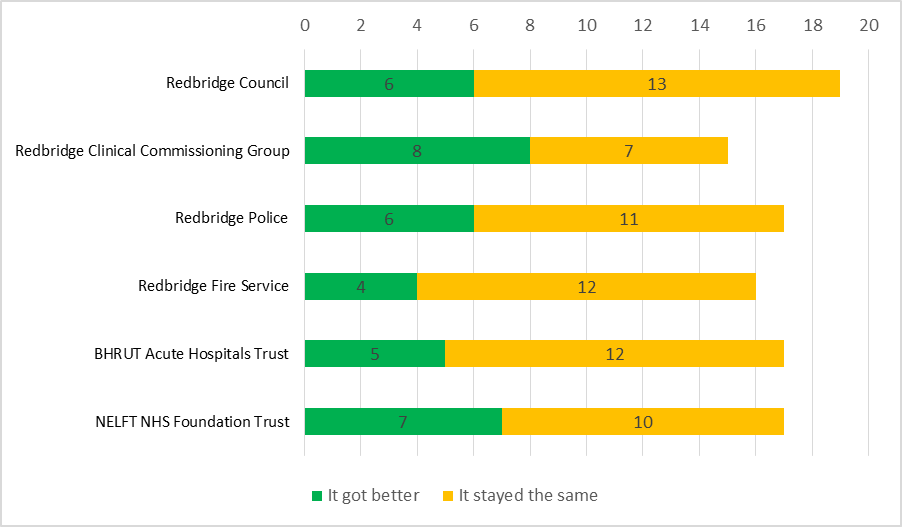 0 2 4 6 8 10 12 14 16 18 20
Redbridge Council 6 13
Redbridge Clinical Commissioning Group 8 7
Redbridge Police 6 11
Redbridge Fire Service 4 12
BHRUT Acute Hospitals Trust 5 12
NELFT NHS Foundation Trust 7 10
It got better It stayed the same